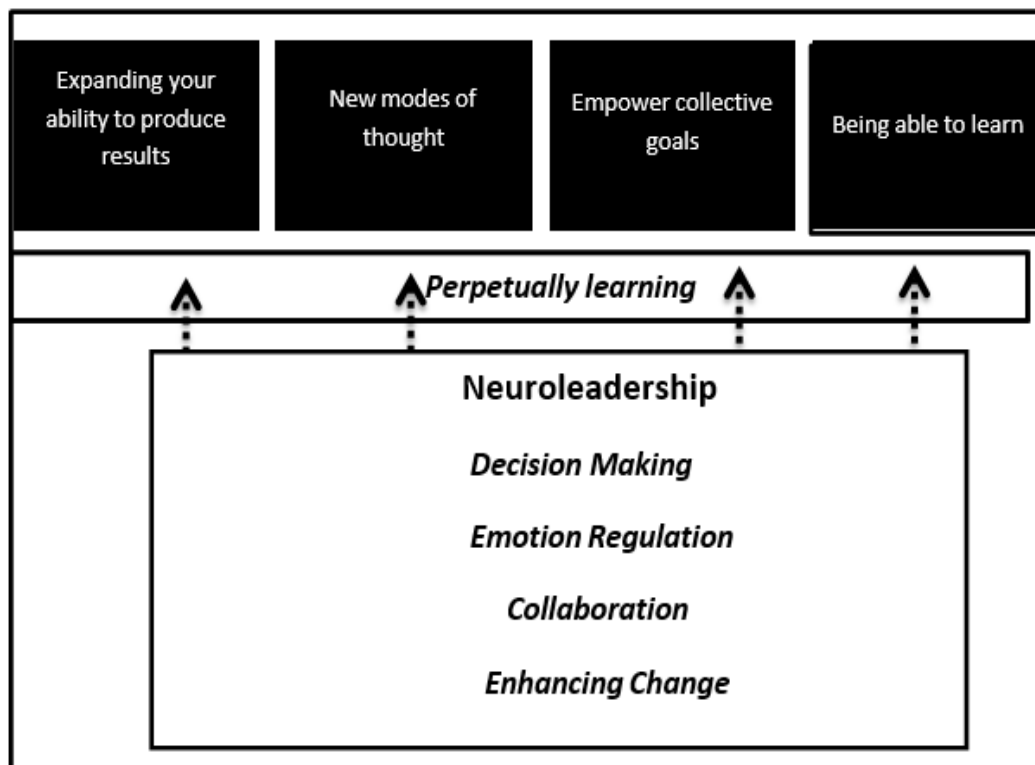 Expanding your
ability to produce
results
New modes of
thought
Empower collective
goals
Being able to learn
Perpetually learning
Neuroleadership
Decision Making
Emotion Regulation
Collaboration
Enhancing Change